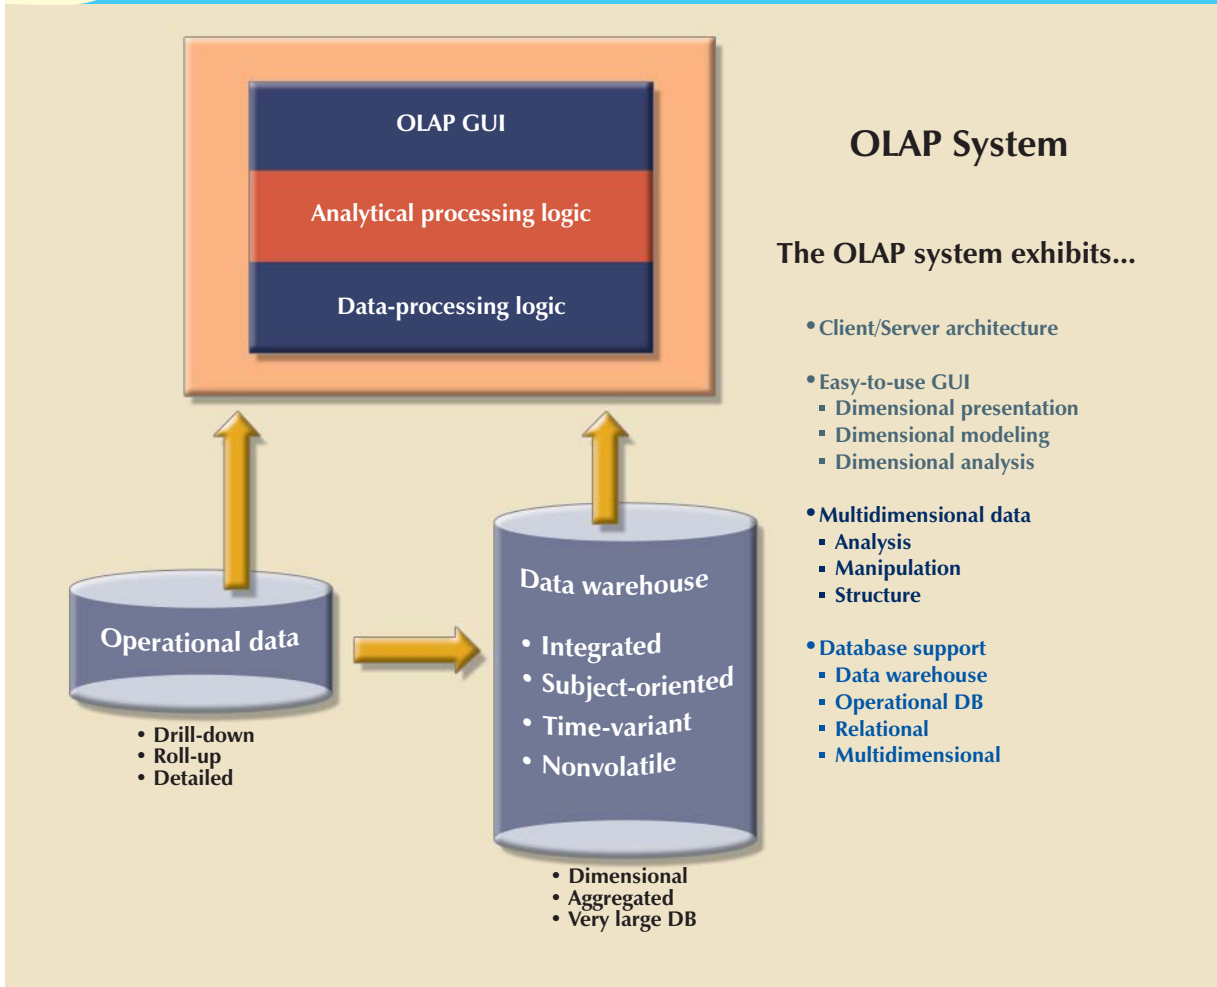 OLAP GUI
Analytical processing logic
Data-processing logic
OLAP System
The OLAP system exhibits...
• Client/Server architecture
• Easy-to-use GUI
▪ Dimensional presentation
▪ Dimensional modeling
▪ Dimensional analysis
• Multidimensional data
▪ Analysis
▪ Manipulation
▪ Structure
• Database support
▪ Data warehouse
▪ Operational DB
▪ Relational
▪ Multidimensional
Operational data
• Drill-down
• Roll-up
• Detailed
Data warehouse
• Integrated
• Subject-oriented
• Time-variant
• Nonvolatile
• Dimensional
• Aggregated
• Very large DB